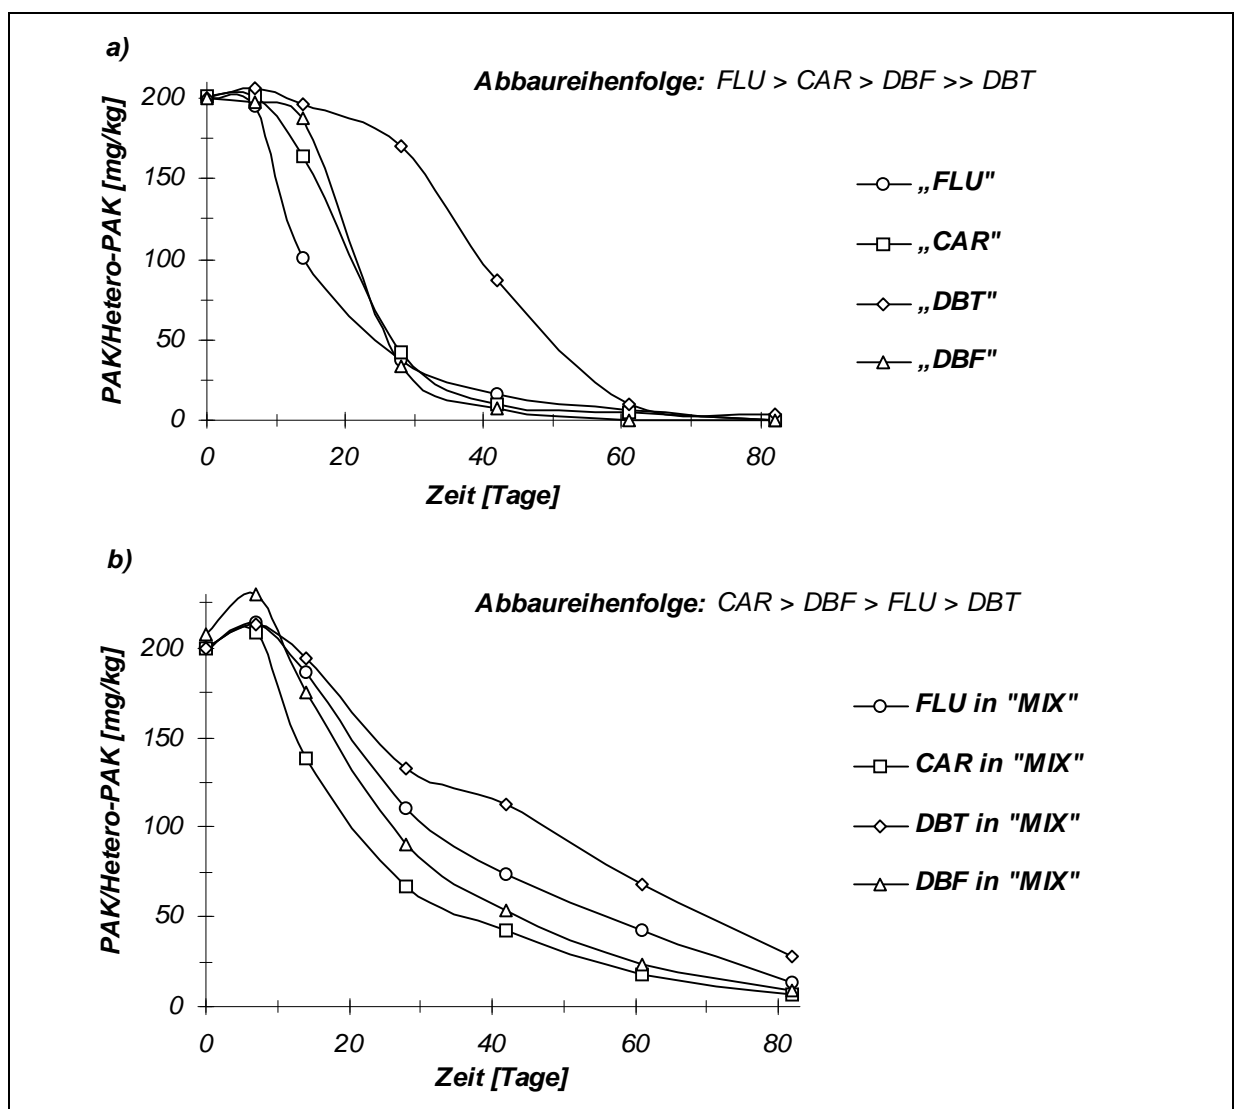 a)
Abbaureihenfolge: FLU > CAR > DBF >> DBT
PAK/Hetero-PAK [mg/kg]
200
150
100
50
0
0 20 40 60 80
Zeit [Tage]
„FLU"
„CAR"
„DBT"
„DBF"
b)
Abbaureihenfolge: CAR > DBF > FLU > DBT
PAK/Hetero-PAK [mg/kg]
200
150
100
50
0
0 20 40 60 80
Zeit [Tage]
FLU in "MIX"
CAR in "MIX"
DBT in "MIX"
DBF in "MIX"